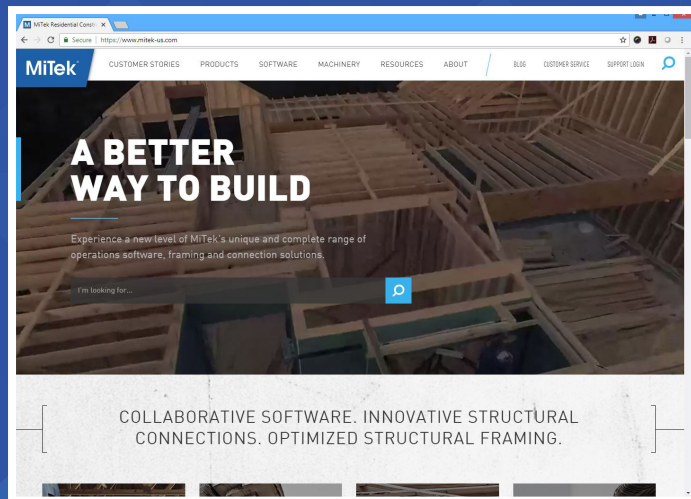 MiTek Residential Constr
Secure
https://www.mitek-us.com
MiTek
CUSTOMER STORIES PRODUCTS SOFTWARE MACHINERY RESOURCES ABOUT BLOG CUSTOMER SERVICE SUPPORT LOGIN
A BETTER
WAY TO BUILD
Experience a new level of MiTek's unique and complete range of
operations software, framing and connection solutions.
I'm looking for...
COLLABORATIVE SOFTWARE. INNOVATIVE STRUCTURAL
CONNECTIONS. OPTIMIZED STRUCTURAL FRAMING.